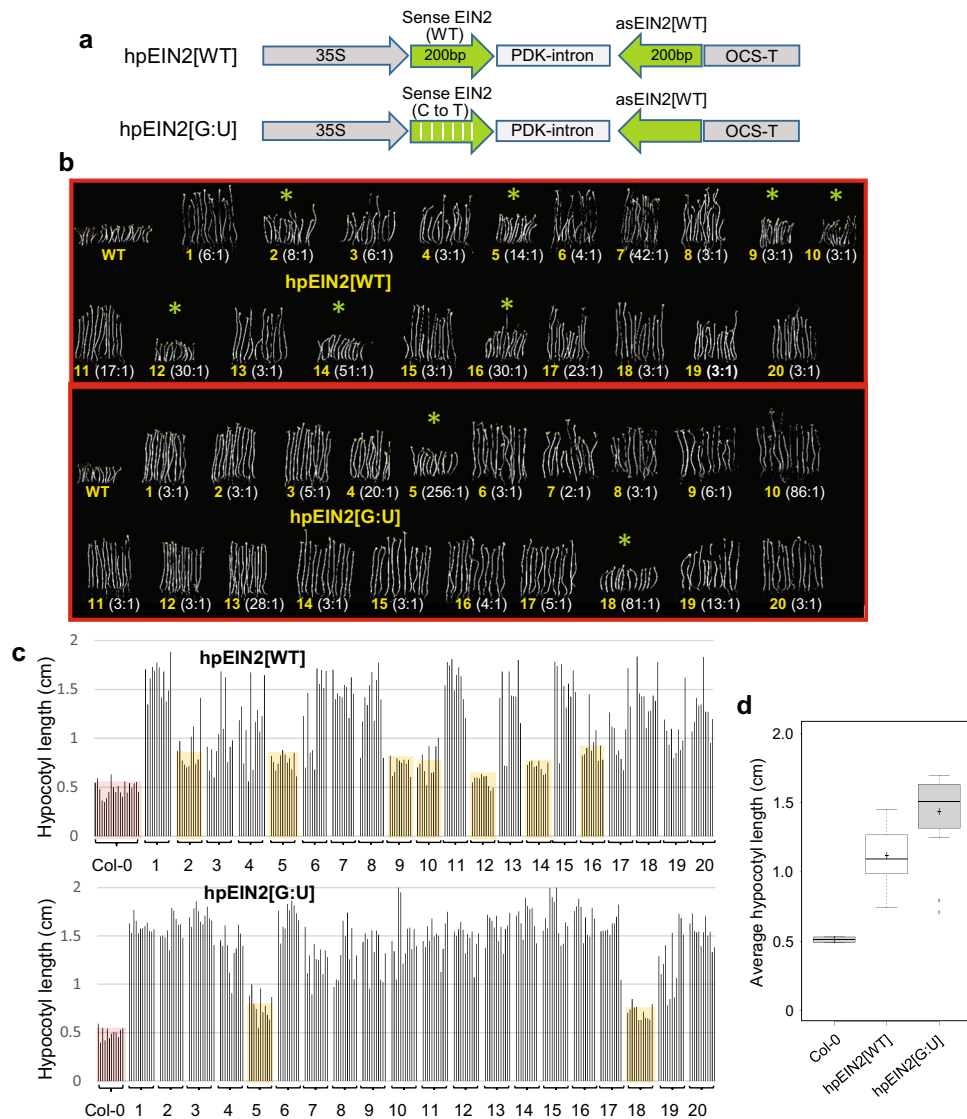 a
Sense EIN2
(WT)
asEIN2[WT]
hpEIN2[WT]
35S
200bp
PDK-intron
200bp
OCS-T
Sense EIN2
(C to T)
asEIN2[WT]
hpEIN2[G:U]
35S
PDK-intron
OCS-T
b
* * * *
WT 1 (6:1) 2 (8:1) 3 (6:1) 4 (3:1) 5 (14:1) 6 (4:1) 7 (42:1) 8 (3:1) 9 (3:1) 10 (3:1)
hpEIN2[WT]
* * *
11 (17:1) 12 (30:1) 13 (3:1) 14 (51:1) 15 (3:1) 16 (30:1) 17 (23:1) 18 (3:1) 19 (3:1) 20 (3:1)
*
WT 1 (3:1) 2 (3:1) 3 (5:1) 4 (20:1) 5 (256:1) 6 (3:1) 7 (2:1) 8 (3:1) 9 (6:1) 10 (86:1)
hpEIN2[G:U]
*
11 (3:1) 12 (3:1) 13 (28:1) 14 (3:1) 15 (3:1) 16 (4:1) 17 (5:1) 18 (81:1) 19 (13:1) 20 (3:1)
c
hpEIN2[WT]
Hypocotyl length (cm)
2
1.5
1
0.5
0
Col-0 1 2 3 4 5 6 7 8 9 10 11 12 13 14 15 16 17 18 19 20
hpEIN2[G:U]
Hypocotyl length (cm)
2
1.5
1
0.5
0
Col-0 1 2 3 4 5 6 7 8 9 10 11 12 13 14 15 16 17 18 19 20
d
Average hypocotyl length (cm)
2.0
1.5
1.0
0.5
0
Col-0
hpEIN2[WT]
hpEIN2[G:U]